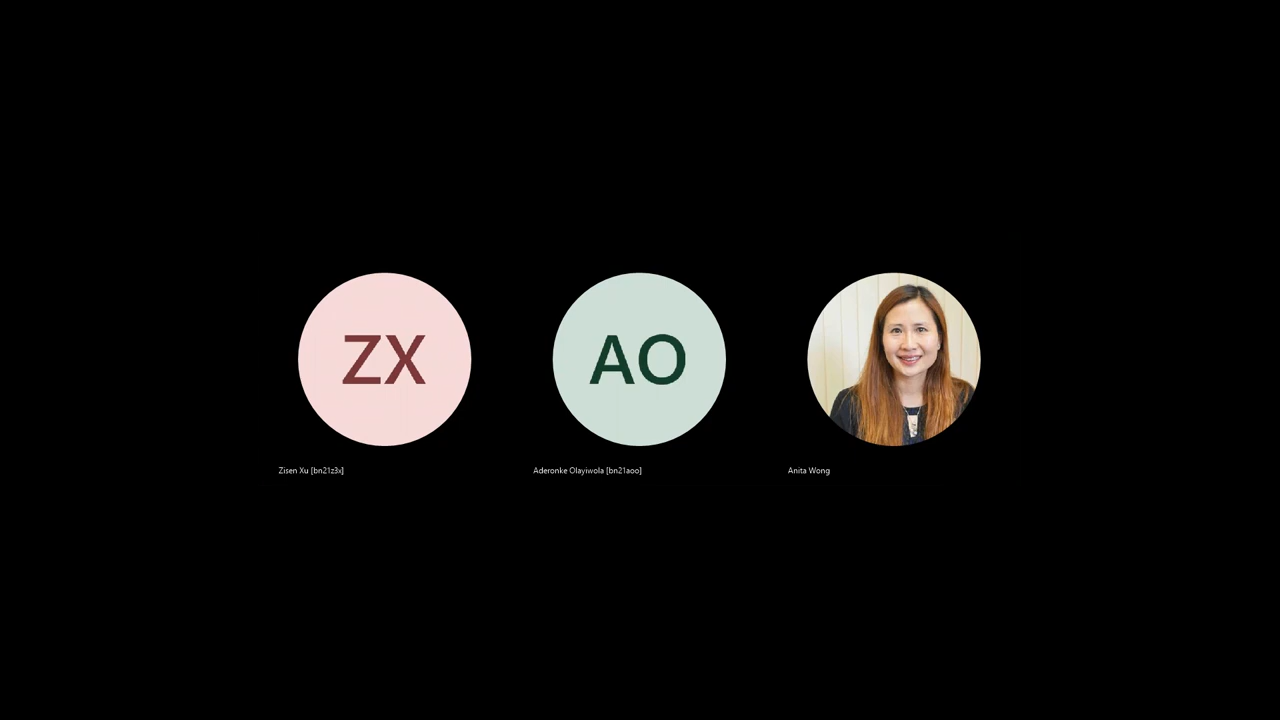 ZX
AO
Zisen Xu [bn21z3x]
Aderonke Olayiwola [bn21aoo]
Anita Wong